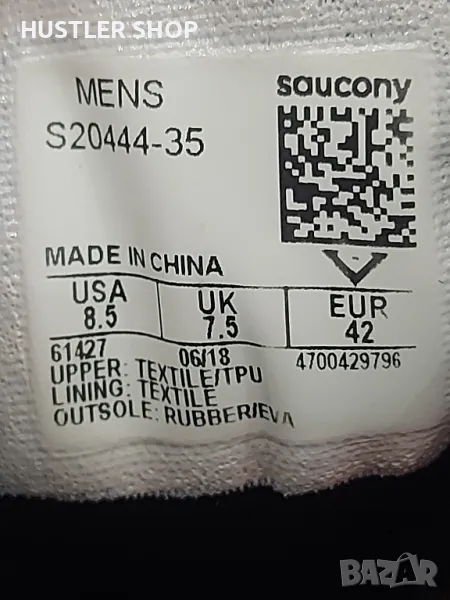 HUSTLER SHOP
MENS
saucony
S20444-35
MADE IN CHINA
USA
8.5
UK
7.5
EUR
42
61427
06/18
4700429796
UPPER: TEXTILE/TPU
LINING: TEXTILE
OUTSOLE: RUBBER/EVA
BAZAR